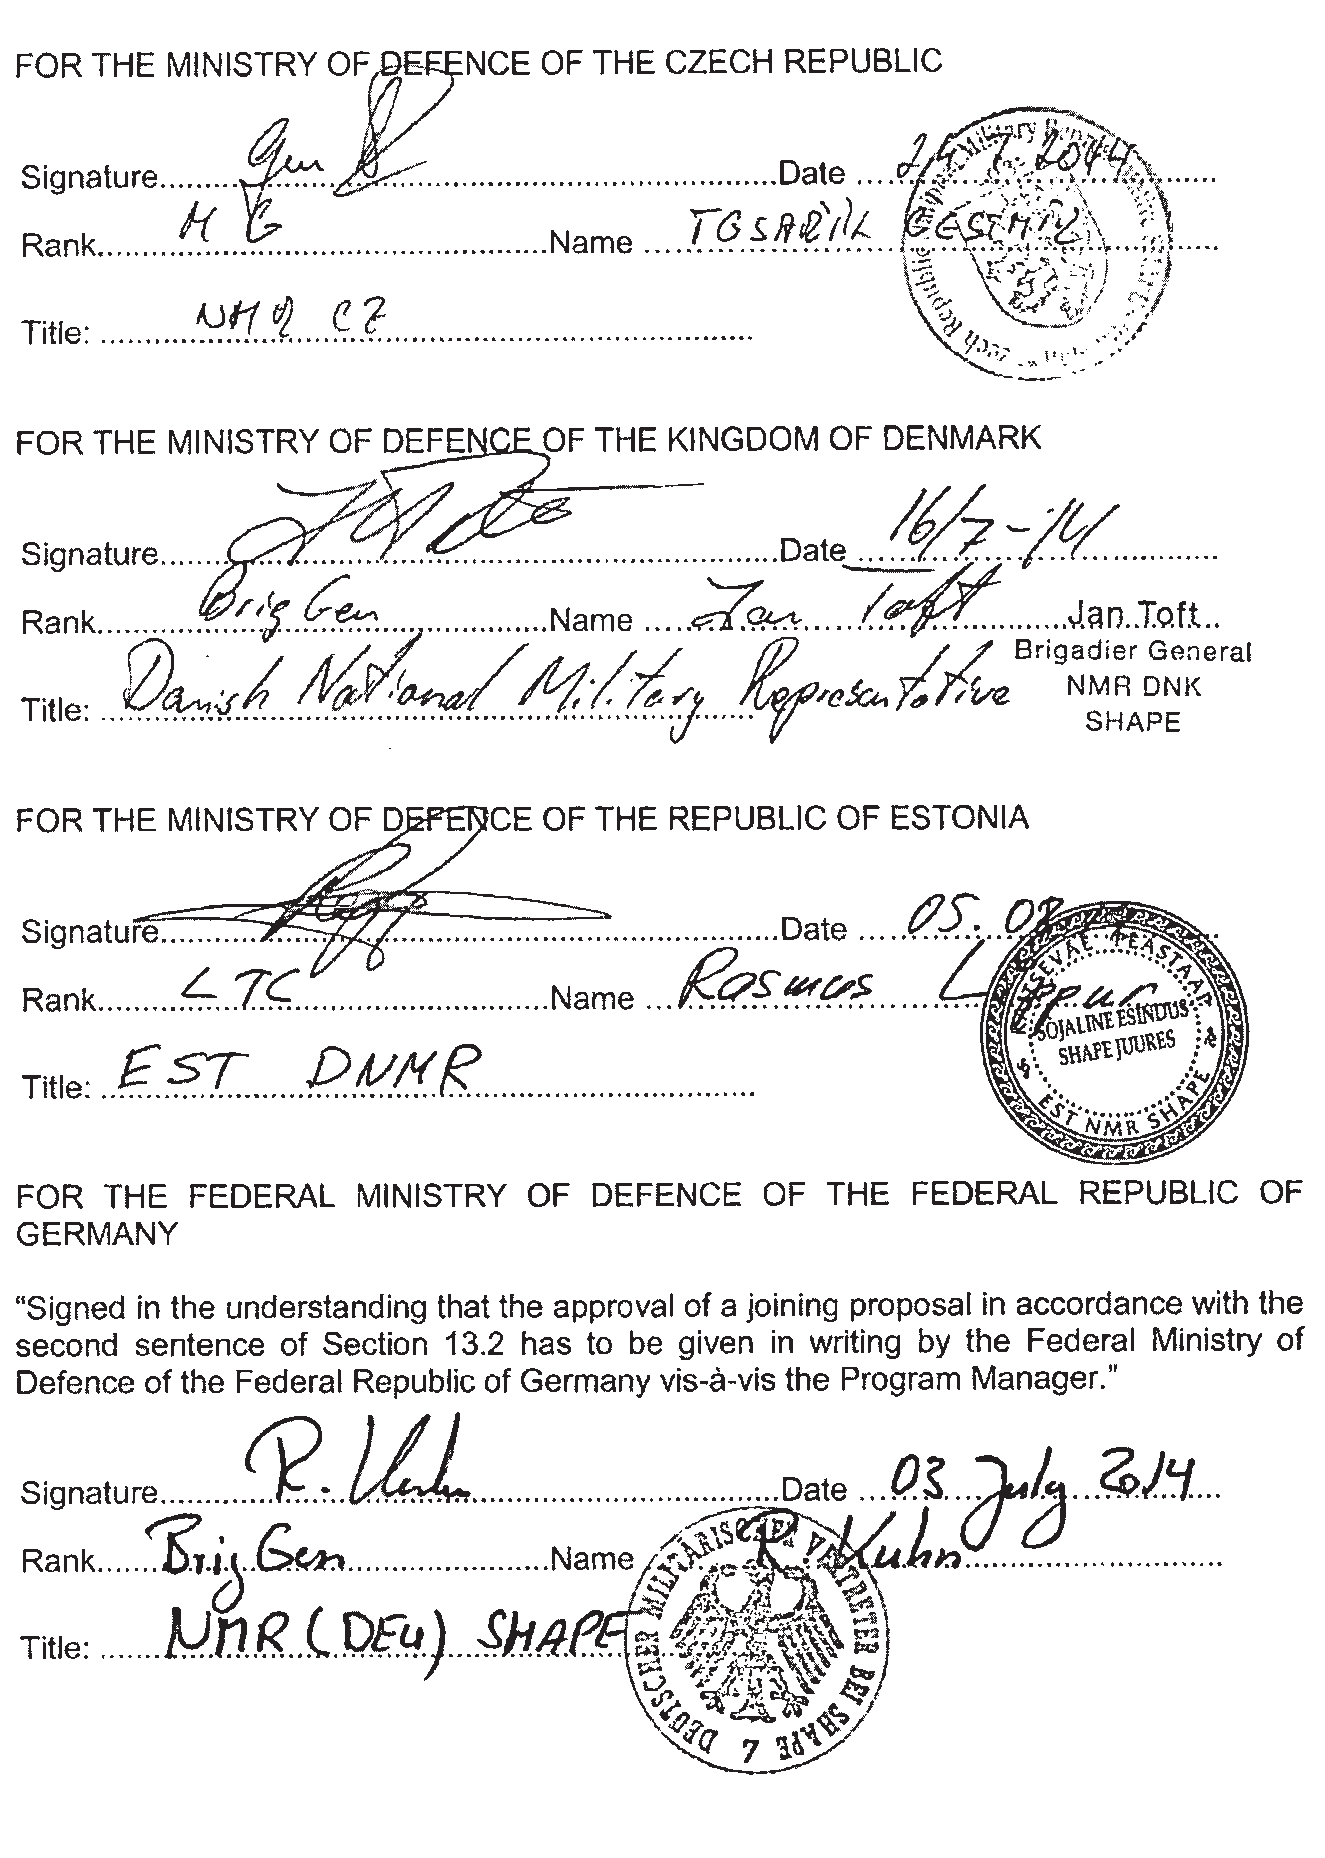 FOR THE MINISTRY OF DEFENCE OF THE CZECH REPUBLIC
Signature Date 2014
Rank MG Name
Title: NMR CZ
FOR THE MINISTRY OF DEFENCE OF THE KINGDOM OF DENMARK
Signature Date 16/7-14
Rank Brig Gen Name Jan Toft Jan Toft
Brigadier General
Title: Danish National Military Representative NMR DNK
SHAPE
FOR THE MINISTRY OF DEFENCE OF THE REPUBLIC OF ESTONIA
Signature Date 05.08
Rank LTC Name Rasmus Lippur
Title: EST DNMR
SÕJALINE ESINDUS
SHAPE JUURES
EST NMR SHAPE
FOR THE FEDERAL MINISTRY OF DEFENCE OF THE FEDERAL REPUBLIC OF
GERMANY
“Signed in the understanding that the approval of a joining proposal in accordance with the
second sentence of Section 13.2 has to be given in writing by the Federal Ministry of
Defence of the Federal Republic of Germany vis-à-vis the Program Manager.”
Signature R. Kuhn Date 03 July 2014
Rank Brig Gen Name R. Kuhn
Title: NMR (DEU) SHAPE
DEUTSCHER MILITÄRISCHER VERTRETER BEI SHAPE
7